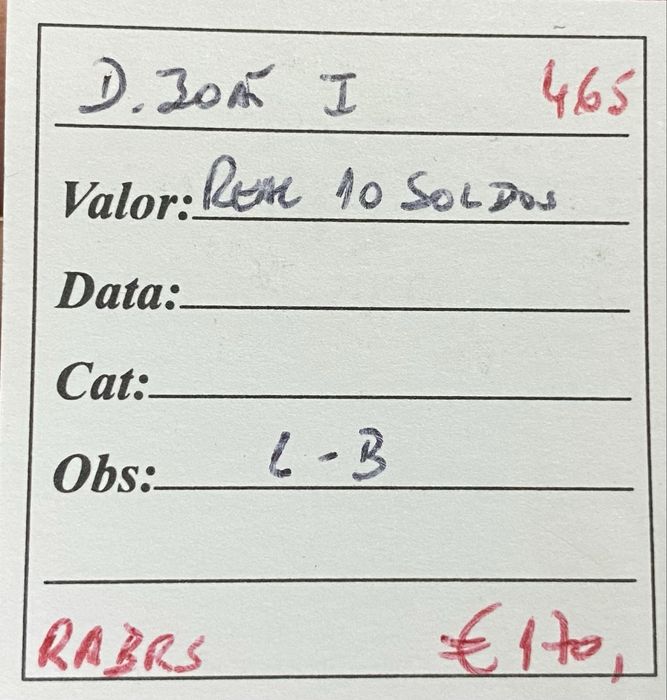 D. JOÃO I 465
Valor: REAL 10 SOLDOS
Data:
Cat:
Obs: L - B
RABRS € 170,